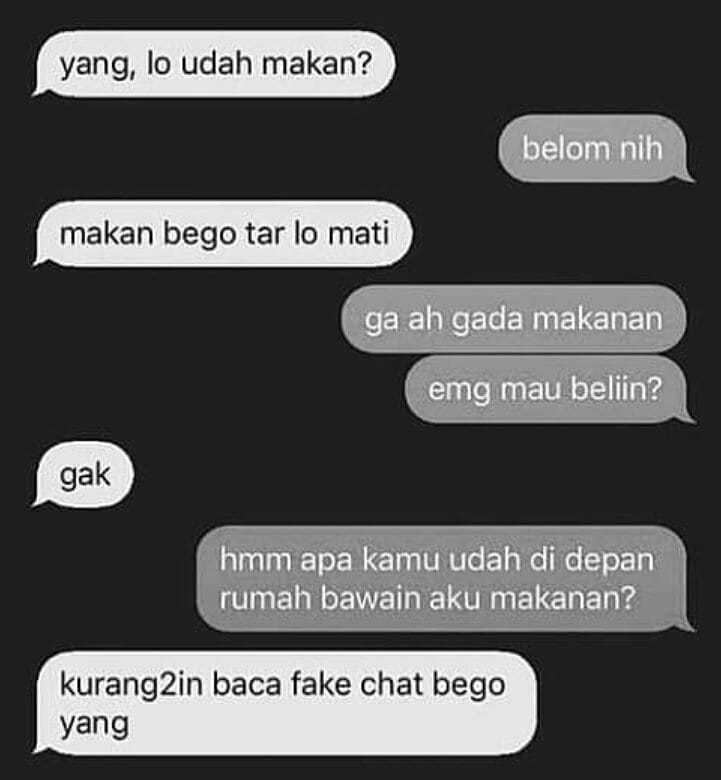 yang, lo udah makan?
belom nih
makan bego tar lo mati
ga ah gada makanan
emg mau beliin?
gak
hmm apa kamu udah di depan
rumah bawain aku makanan?
kurang2in baca fake chat bego
yang